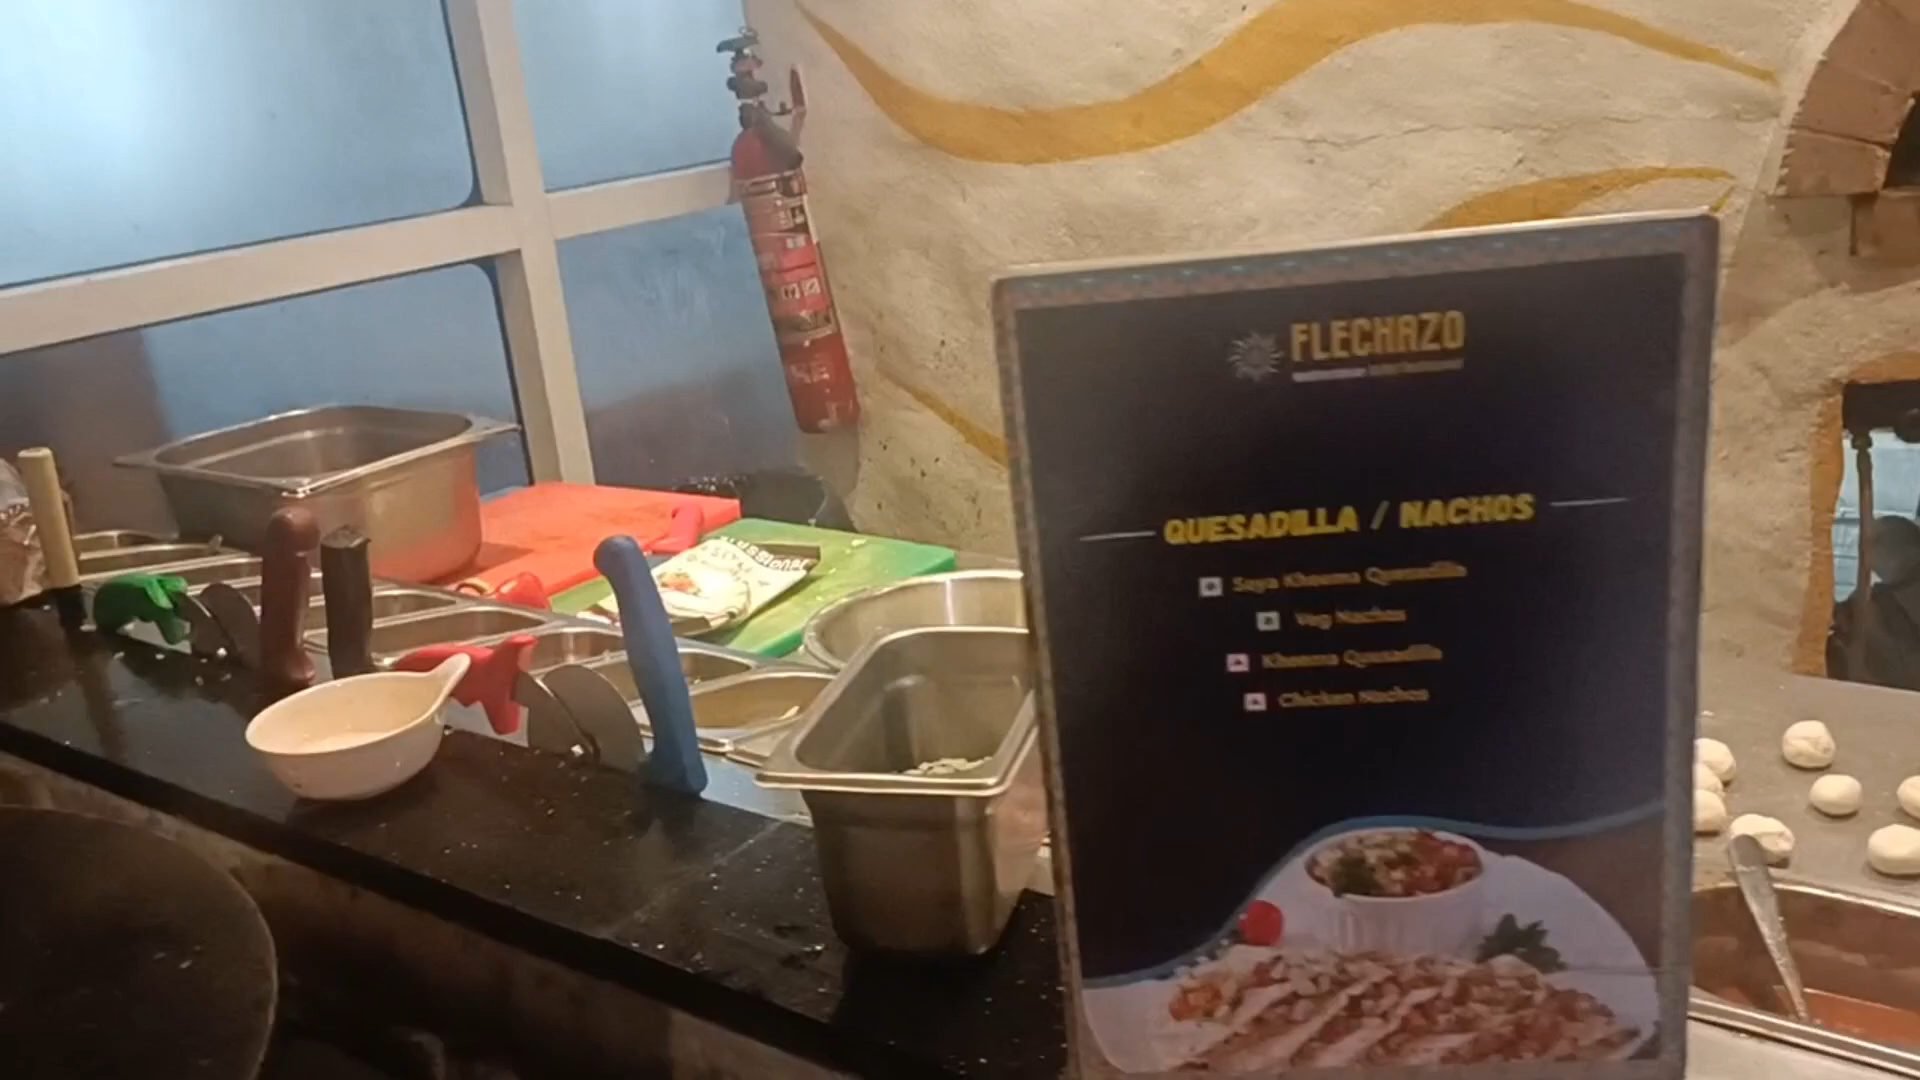 FLECHAZO
QUESADILLA / NACHOS
Soya Kheema Quesadilla
Veg Nachos
Kheema Quesadilla
Chicken Nachos